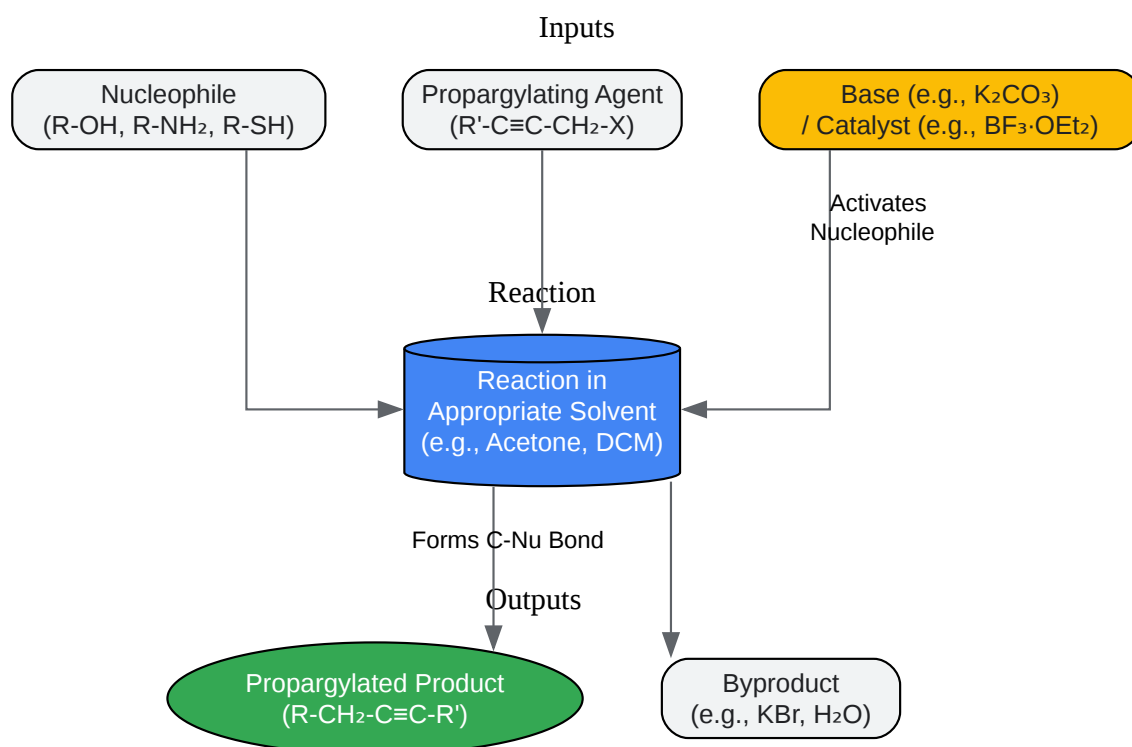 Inputs
Nucleophile
(R-OH, R-NH₂, R-SH)
Propargylating Agent
(R'-C≡C-CH₂-X)
Base (e.g., K₂CO₃)
/ Catalyst (e.g., BF₃·OEt₂)
Activates
Nucleophile
Reaction
Reaction in
Appropriate Solvent
(e.g., Acetone, DCM)
Forms C-Nu Bond
Outputs
Propargylated Product
(R-CH₂-C≡C-R')
Byproduct
(e.g., KBr, H₂O)